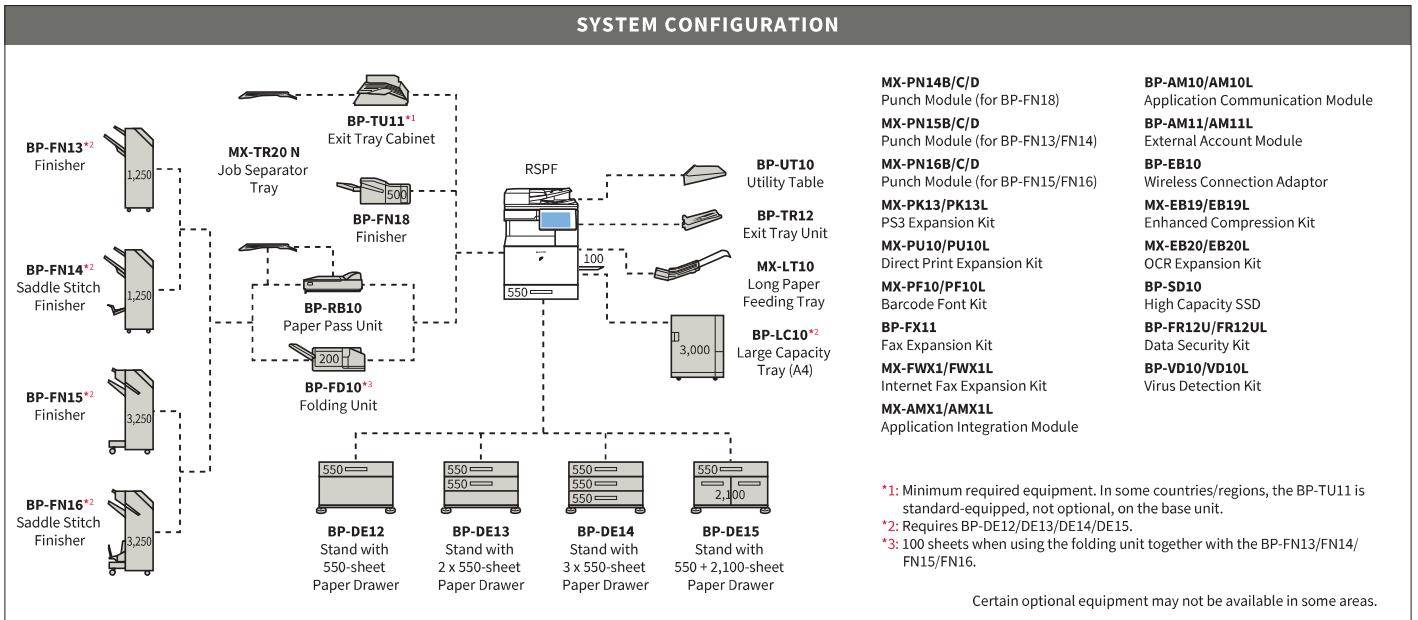 SYSTEM CONFIGURATION
BP-FN13*2
Finisher
1,250
BP-FN14*2
Saddle Stitch
Finisher
1,250
BP-FN15*2
Finisher
3,250
BP-FN16*2
Saddle Stitch
Finisher
3,250
MX-TR20 N
Job Separator
Tray
BP-TU11*1
Exit Tray Cabinet
500
BP-FN18
Finisher
BP-RB10
Paper Pass Unit
200
BP-FD10*3
Folding Unit
RSPF
100
550
BP-UT10
Utility Table
BP-TR12
Exit Tray Unit
MX-LT10
Long Paper
Feeding Tray
BP-LC10*2
Large Capacity
Tray (A4)
3,000
550
BP-DE12
Stand with
550-sheet
Paper Drawer
550
550
BP-DE13
Stand with
2 x 550-sheet
Paper Drawer
550
550
550
BP-DE14
Stand with
3 x 550-sheet
Paper Drawer
550
2,100
BP-DE15
Stand with
550 + 2,100-sheet
Paper Drawer
MX-PN14B/C/D
Punch Module (for BP-FN18)
MX-PN15B/C/D
Punch Module (for BP-FN13/FN14)
MX-PN16B/C/D
Punch Module (for BP-FN15/FN16)
MX-PK13/PK13L
PS3 Expansion Kit
MX-PU10/PU10L
Direct Print Expansion Kit
MX-PF10/PF10L
Barcode Font Kit
BP-FX11
Fax Expansion Kit
MX-FWX1/FWX1L
Internet Fax Expansion Kit
MX-AMX1/AMX1L
Application Integration Module
BP-AM10/AM10L
Application Communication Module
BP-AM11/AM11L
External Account Module
BP-EB10
Wireless Connection Adaptor
MX-EB19/EB19L
Enhanced Compression Kit
MX-EB20/EB20L
OCR Expansion Kit
BP-SD10
High Capacity SSD
BP-FR12U/FR12UL
Data Security Kit
BP-VD10/VD10L
Virus Detection Kit
*1: Minimum required equipment. In some countries/regions, the BP-TU11 is
standard-equipped, not optional, on the base unit.
*2: Requires BP-DE12/DE13/DE14/DE15.
*3: 100 sheets when using the folding unit together with the BP-FN13/FN14/
FN15/FN16.
Certain optional equipment may not be available in some areas.